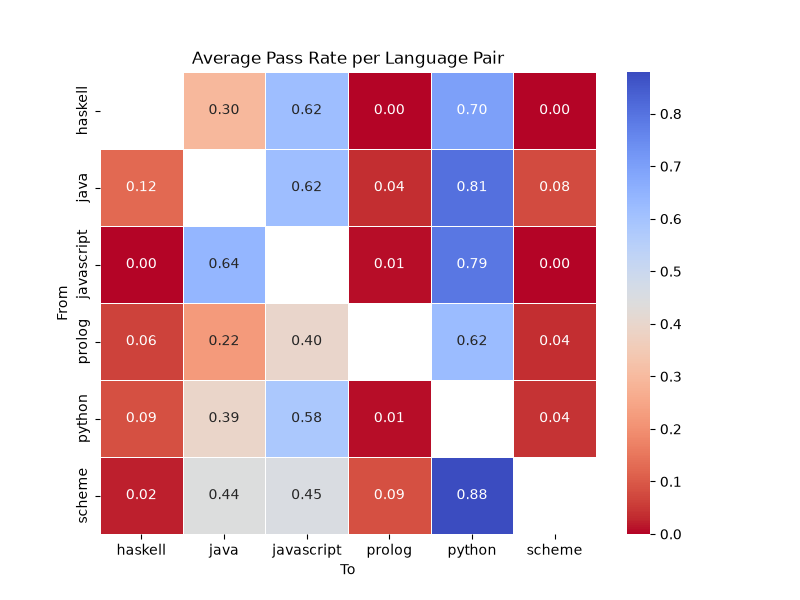 Average Pass Rate per Language Pair
haskell 0.30 0.62 0.00 0.70 0.00
java 0.12 0.62 0.04 0.81 0.08
javascript 0.00 0.64 0.01 0.79 0.00
prolog 0.06 0.22 0.40 0.62 0.04
python 0.09 0.39 0.58 0.01 0.04
scheme 0.02 0.44 0.45 0.09 0.88
From
haskell java javascript prolog python scheme
To
0.8
0.7
0.6
0.5
0.4
0.3
0.2
0.1
0.0